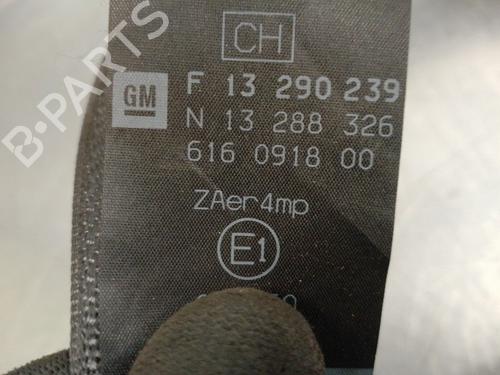 CH
GM
F 13 290 239
N 13 288 326
616 0918 00
ZAer4mp
E1
B-PARTS